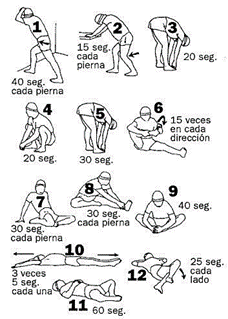 1
40 seg.
cada pierna
2
15 seg.
cada
pierna
3
20 seg.
4
20 seg.
5
30 seg.
6
15 veces
en cada
dirección
7
30 seg.
cada pierna
8
30 seg.
cada pierna
9
40 seg.
10
3 veces
5 seg.
cada una
11
60 seg.
12
25 seg.
cada
lado